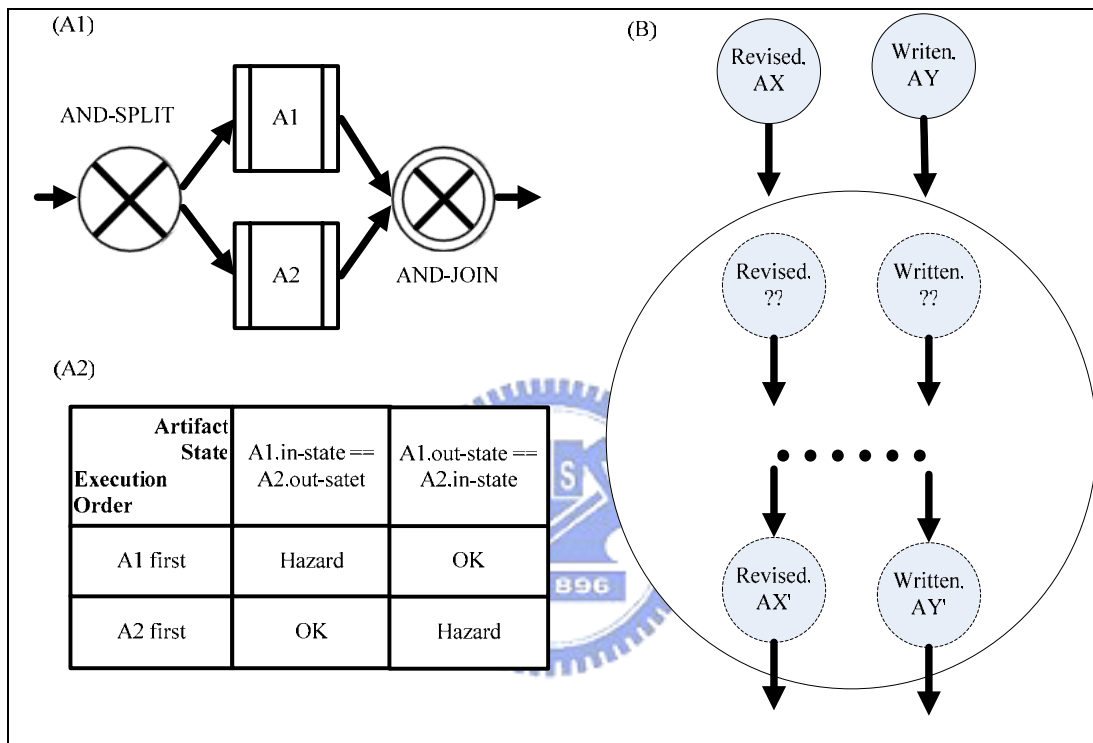 (A1)
AND-SPLIT
A1
A2
AND-JOIN
(A2)
Artifact
State
Execution
Order
A1.in-state ==
A2.out-satet
A1.out-state ==
A2.in-state
A1 first
Hazard
OK
A2 first
OK
Hazard
S
896
(B)
Revised.
AX
Writen.
AY
Revised.
??
Written.
??
Revised.
AX'
Written.
AY'